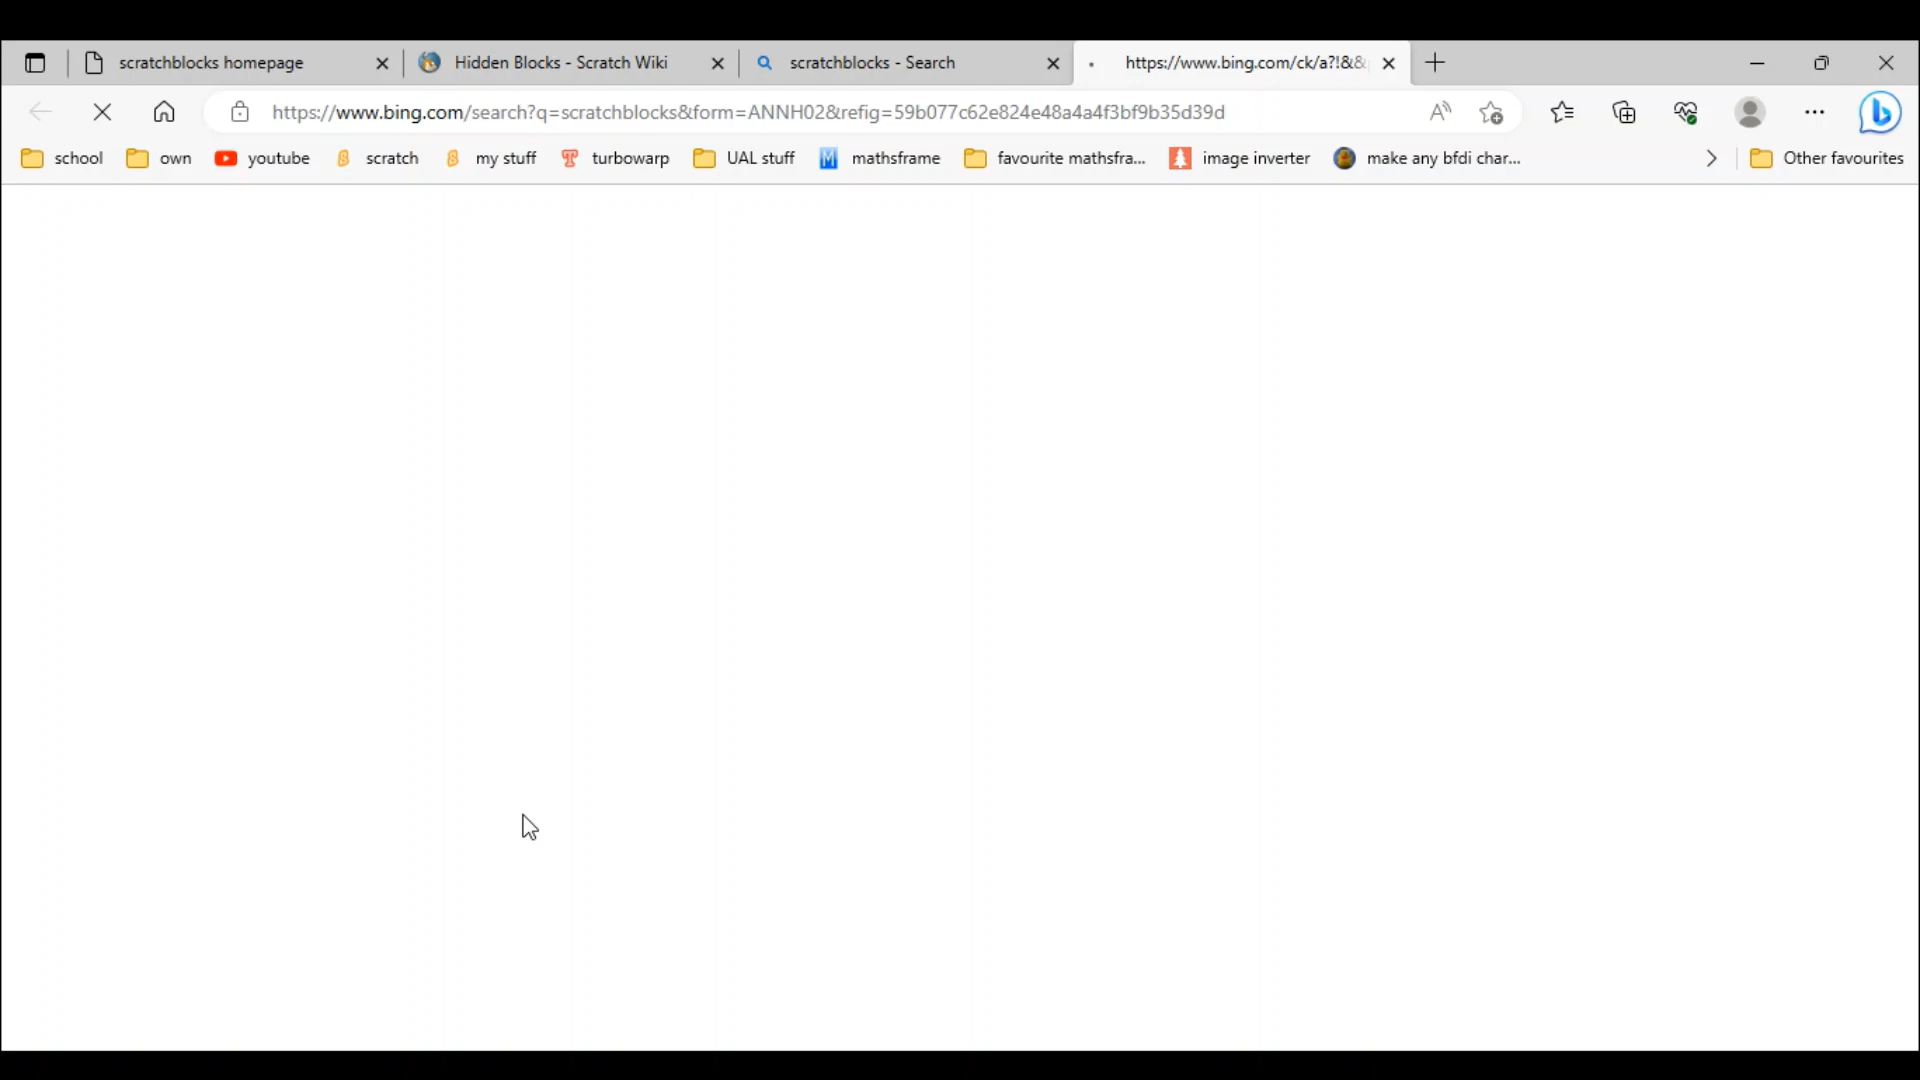 scratchblocks homepage
Hidden Blocks - Scratch Wiki
scratchblocks - Search
https://www.bing.com/ck/a?!&&
https://www.bing.com/search?q=scratchblocks&form=ANNH02&refig=59b077c62e824e48a4a4f3bf9b35d39d
school own youtube scratch my stuff turbowarp UAL stuff mathsframe favourite mathsfra... image inverter make any bfdi char... Other favourites